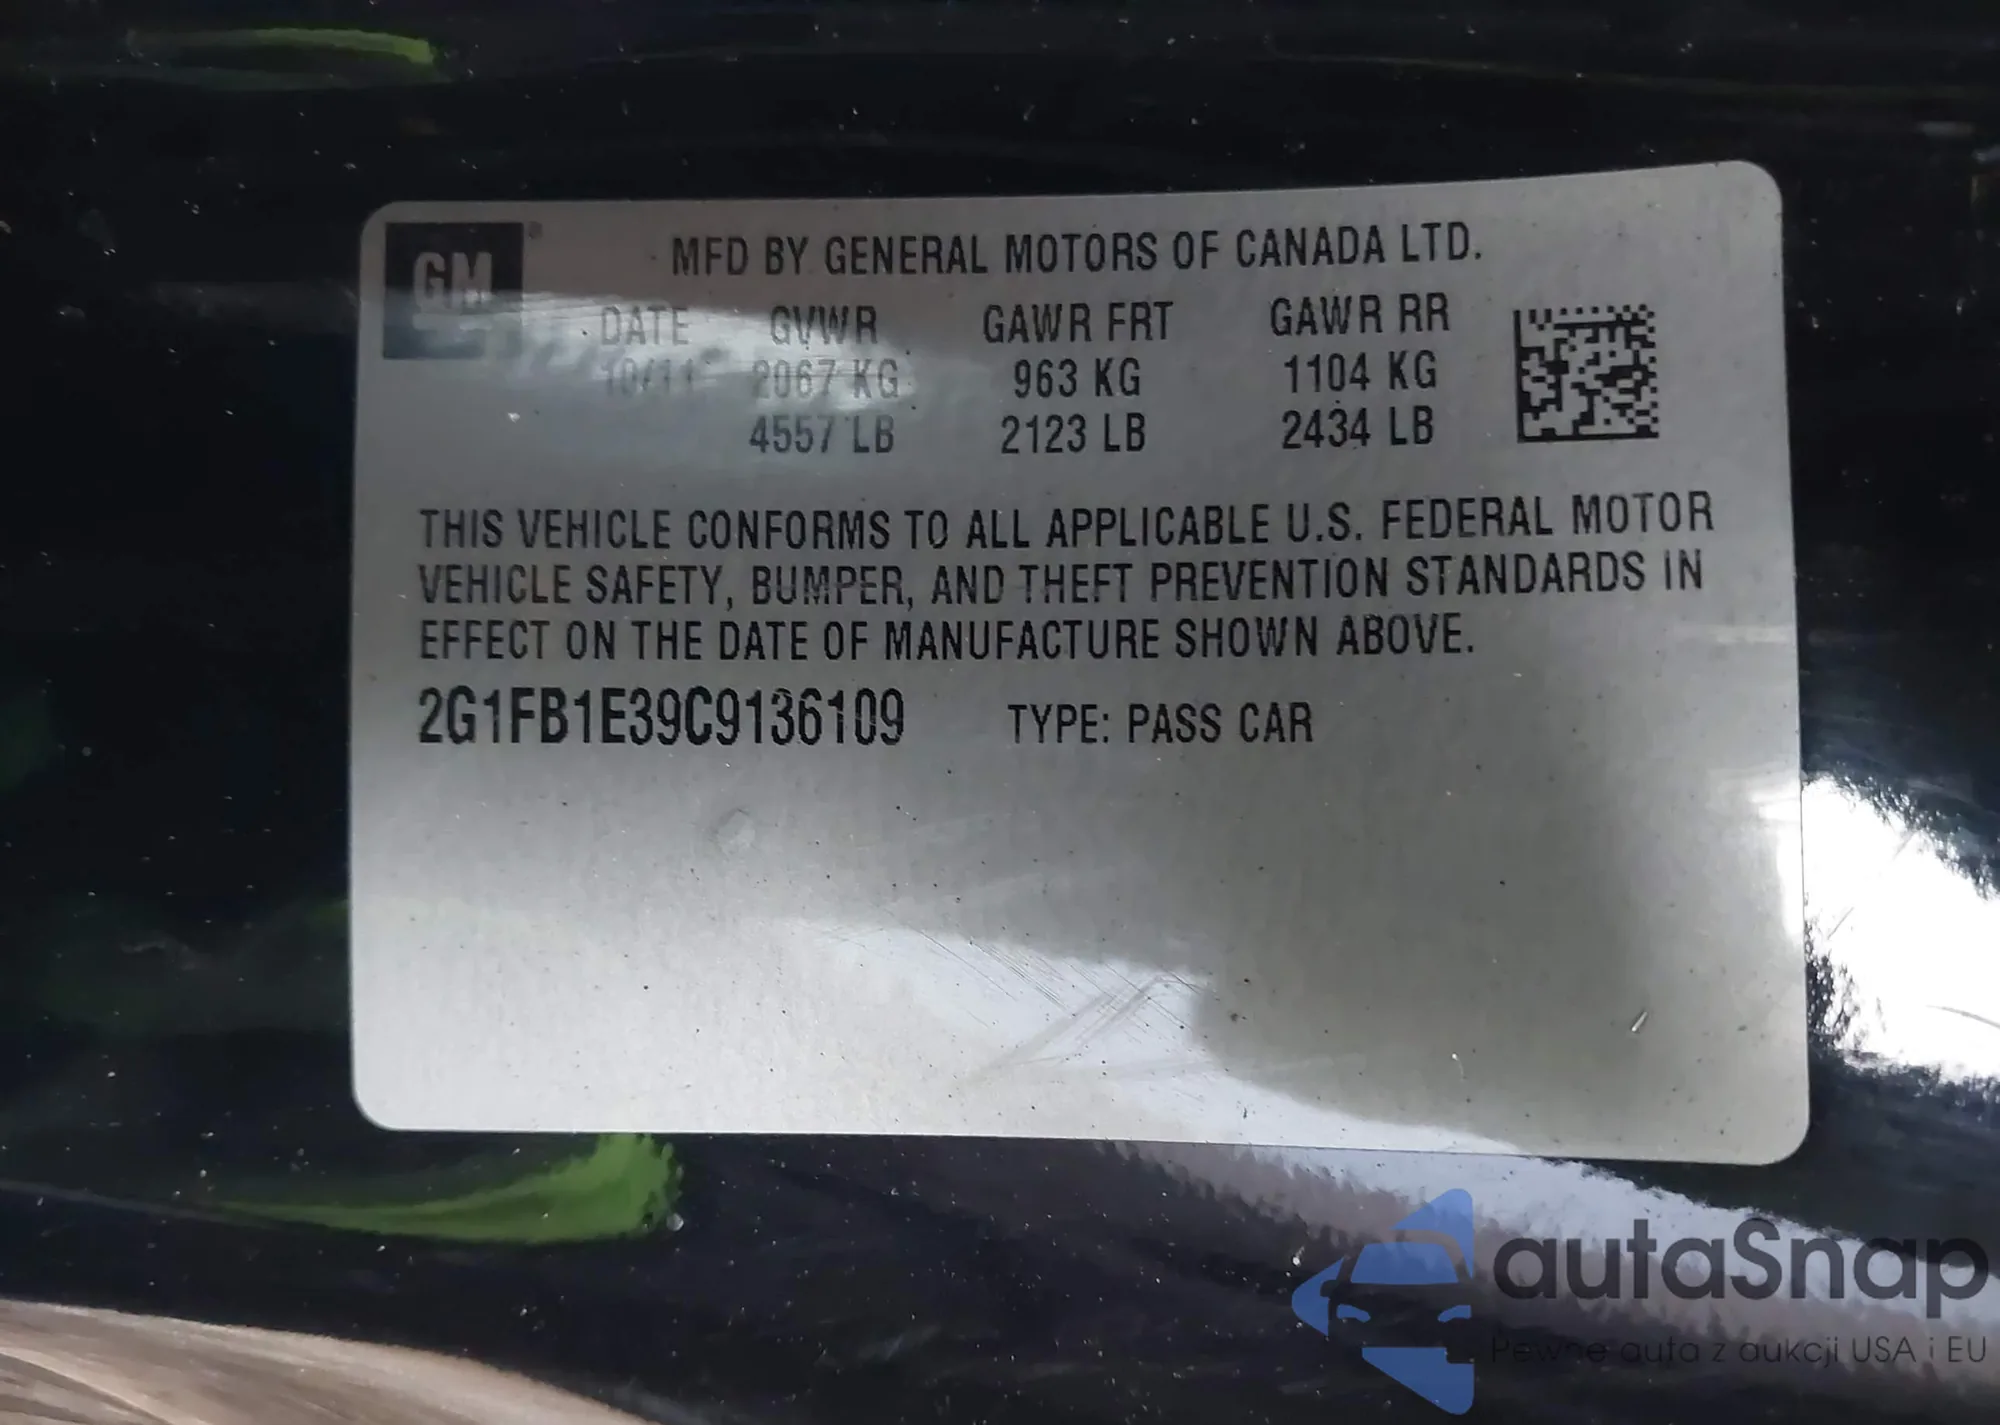 GM®
MFD BY GENERAL MOTORS OF CANADA LTD.
DATE GVWR GAWR FRT GAWR RR
10/11 2067 KG 963 KG 1104 KG
4557 LB 2123 LB 2434 LB
THIS VEHICLE CONFORMS TO ALL APPLICABLE U.S. FEDERAL MOTOR
VEHICLE SAFETY, BUMPER, AND THEFT PREVENTION STANDARDS IN
EFFECT ON THE DATE OF MANUFACTURE SHOWN ABOVE.
2G1FB1E39C9136109 TYPE: PASS CAR
autaSnap
Pewne auta z aukcji USA i EU